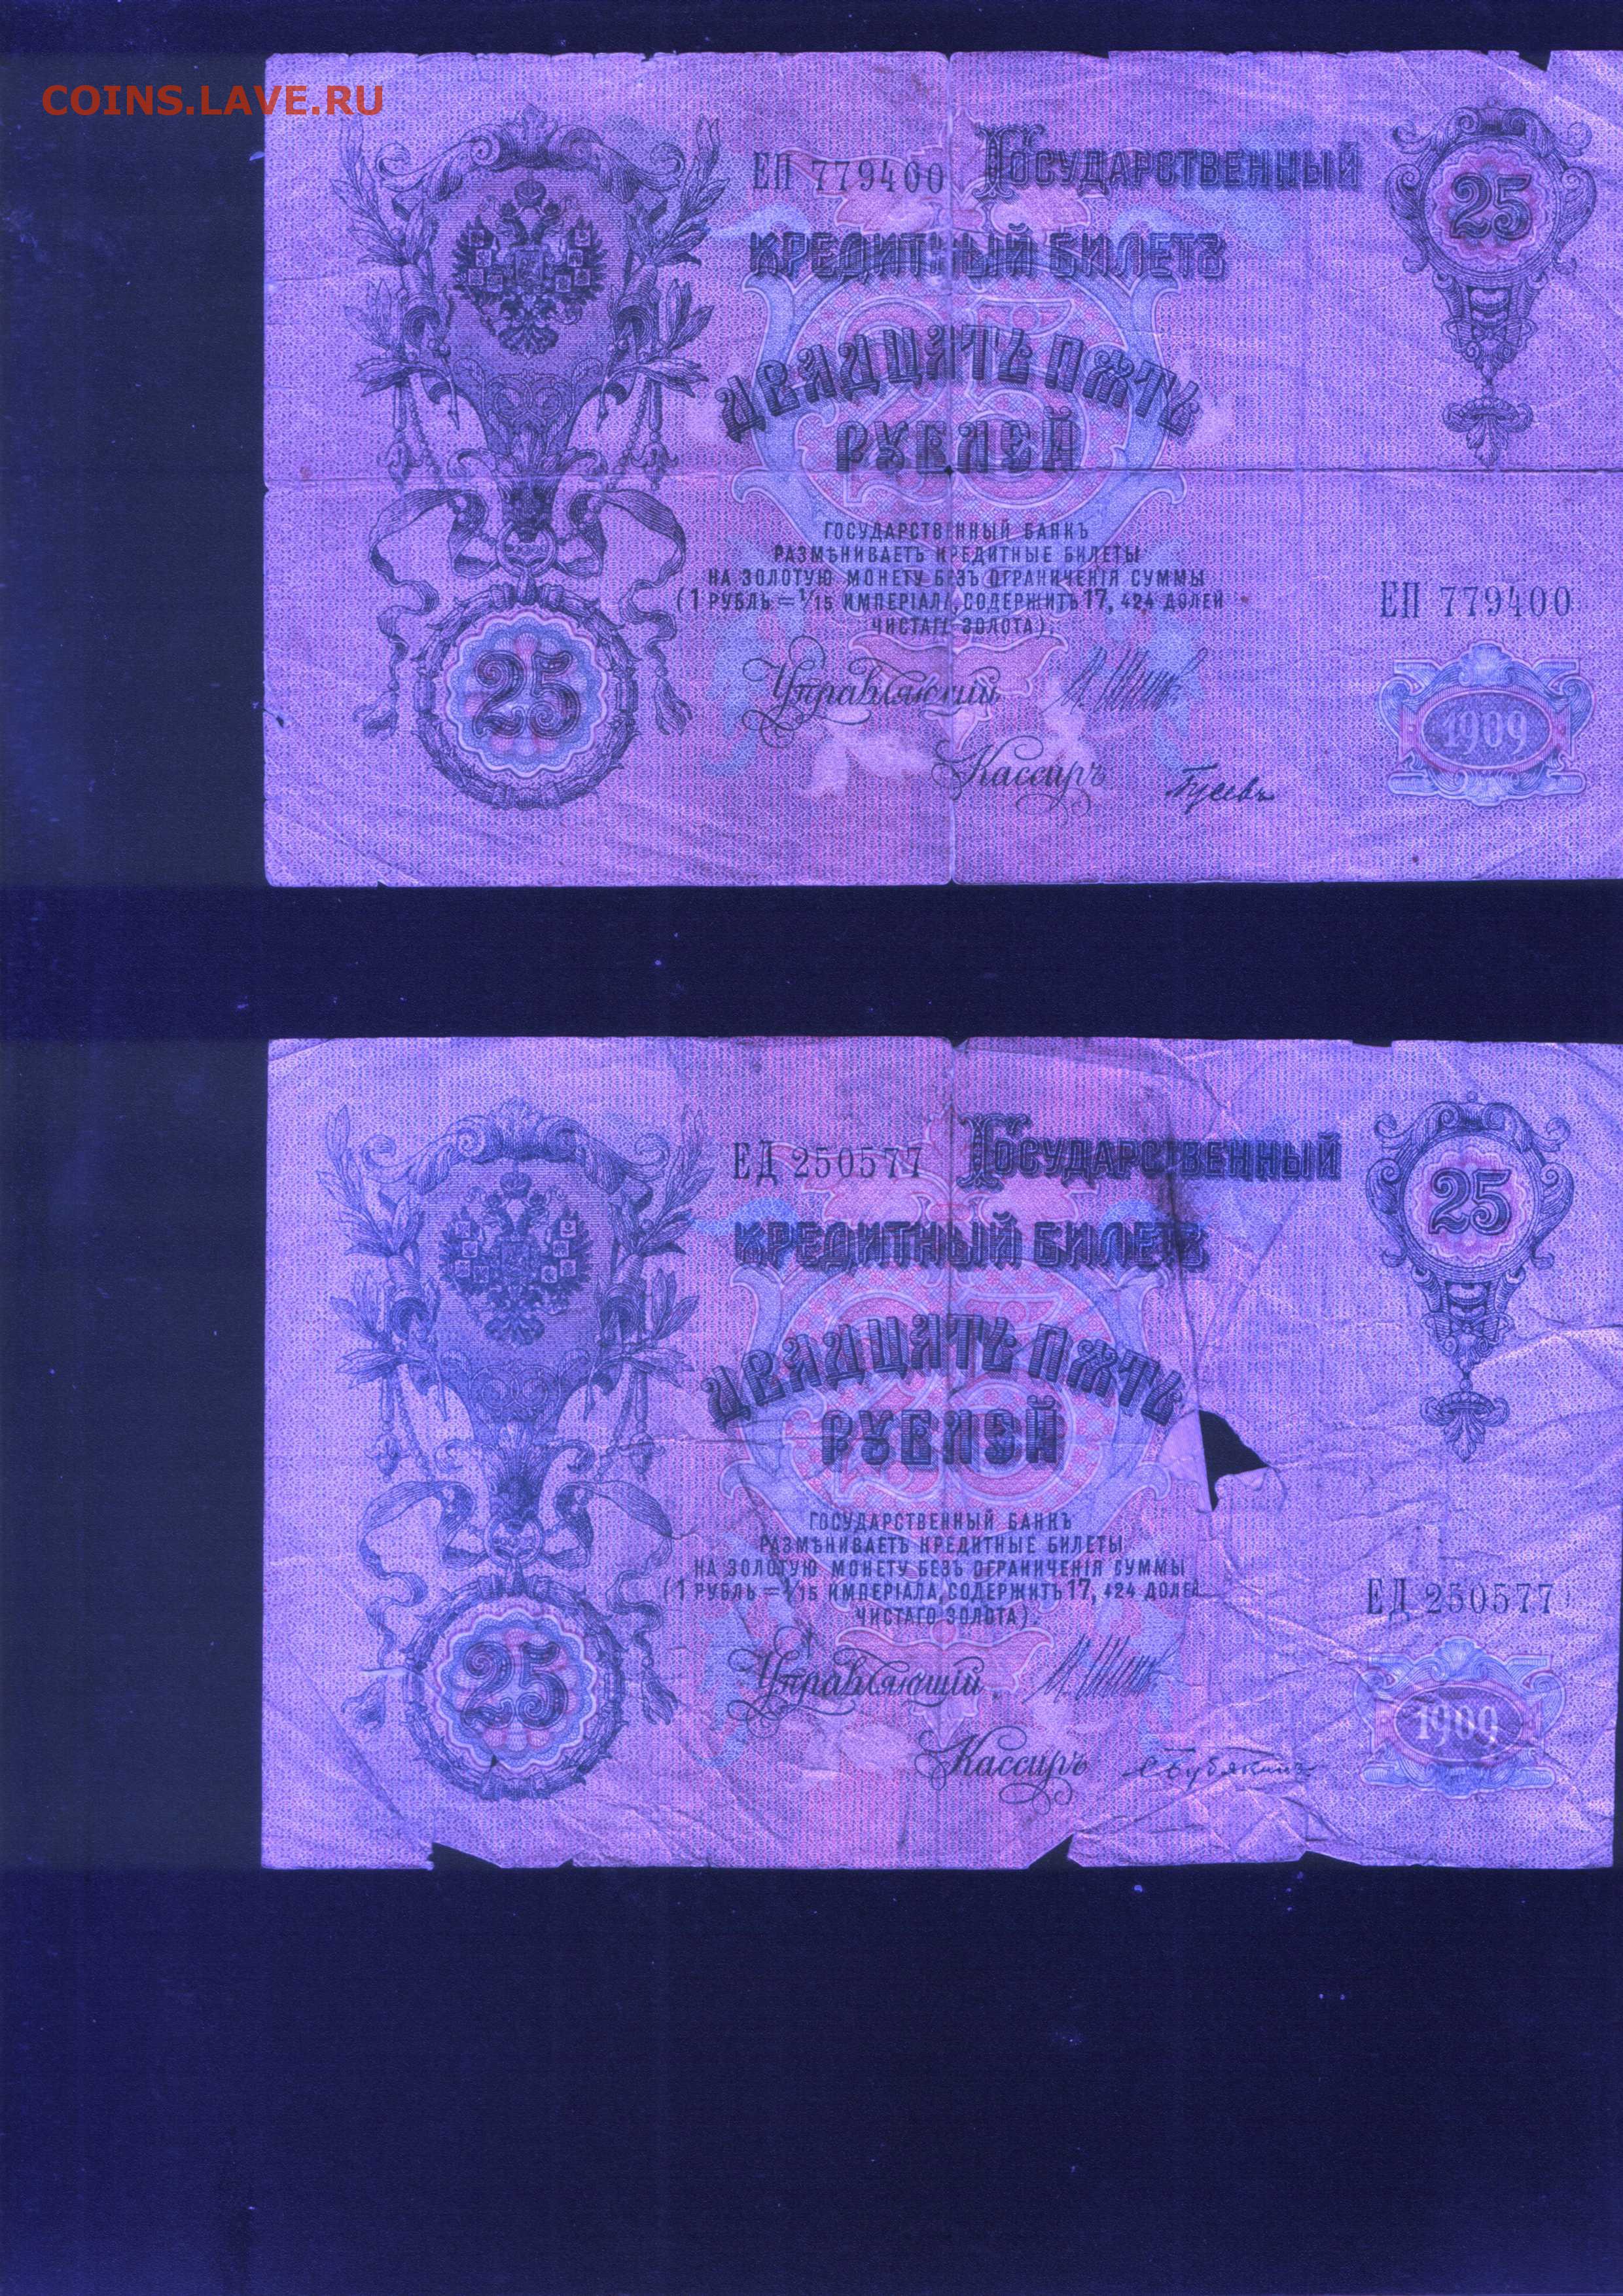 COINS.LAVE.RU
ЕП 779400 Государственный
25
КРЕДИТНЫЙ БИЛЕТЪ
ДВАДЦАТЬ ПѪТЬ
РУБЛЕЙ
ГОСУДАРСТВЕННЫЙ БАНКЪ
РАЗМѢНИВАЕТЪ КРЕДИТНЫЕ БИЛЕТЫ
НА ЗОЛОТУЮ МОНЕТУ БЕЗЪ ОГРАНИЧЕНІЯ СУММЫ
(1 РУБЛЬ = 1/15 ИМПЕРІАЛА, СОДЕРЖИТЪ 17,424 ДОЛЕЙ
ЕП 779400
ЧИСТАГО ЗОЛОТА).
25
Управляющій
1909
Кассиръ
Гусевъ
ЕД 250577 Государственный
25
КРЕДИТНЫЙ БИЛЕТЪ
ДВАДЦАТЬ ПѪТЬ
РУБЛЕЙ
ГОСУДАРСТВЕННЫЙ БАНКЪ
РАЗМѢНИВАЕТЪ КРЕДИТНЫЕ БИЛЕТЫ
НА ЗОЛОТУЮ МОНЕТУ БЕЗЪ ОГРАНИЧЕНІЯ СУММЫ
(1 РУБЛЬ = 1/15 ИМПЕРІАЛА, СОДЕРЖИТЪ 17,424 ДОЛЕЙ
ЕД 250577
ЧИСТАГО ЗОЛОТА).
25
Управляющій
1909
Кассиръ